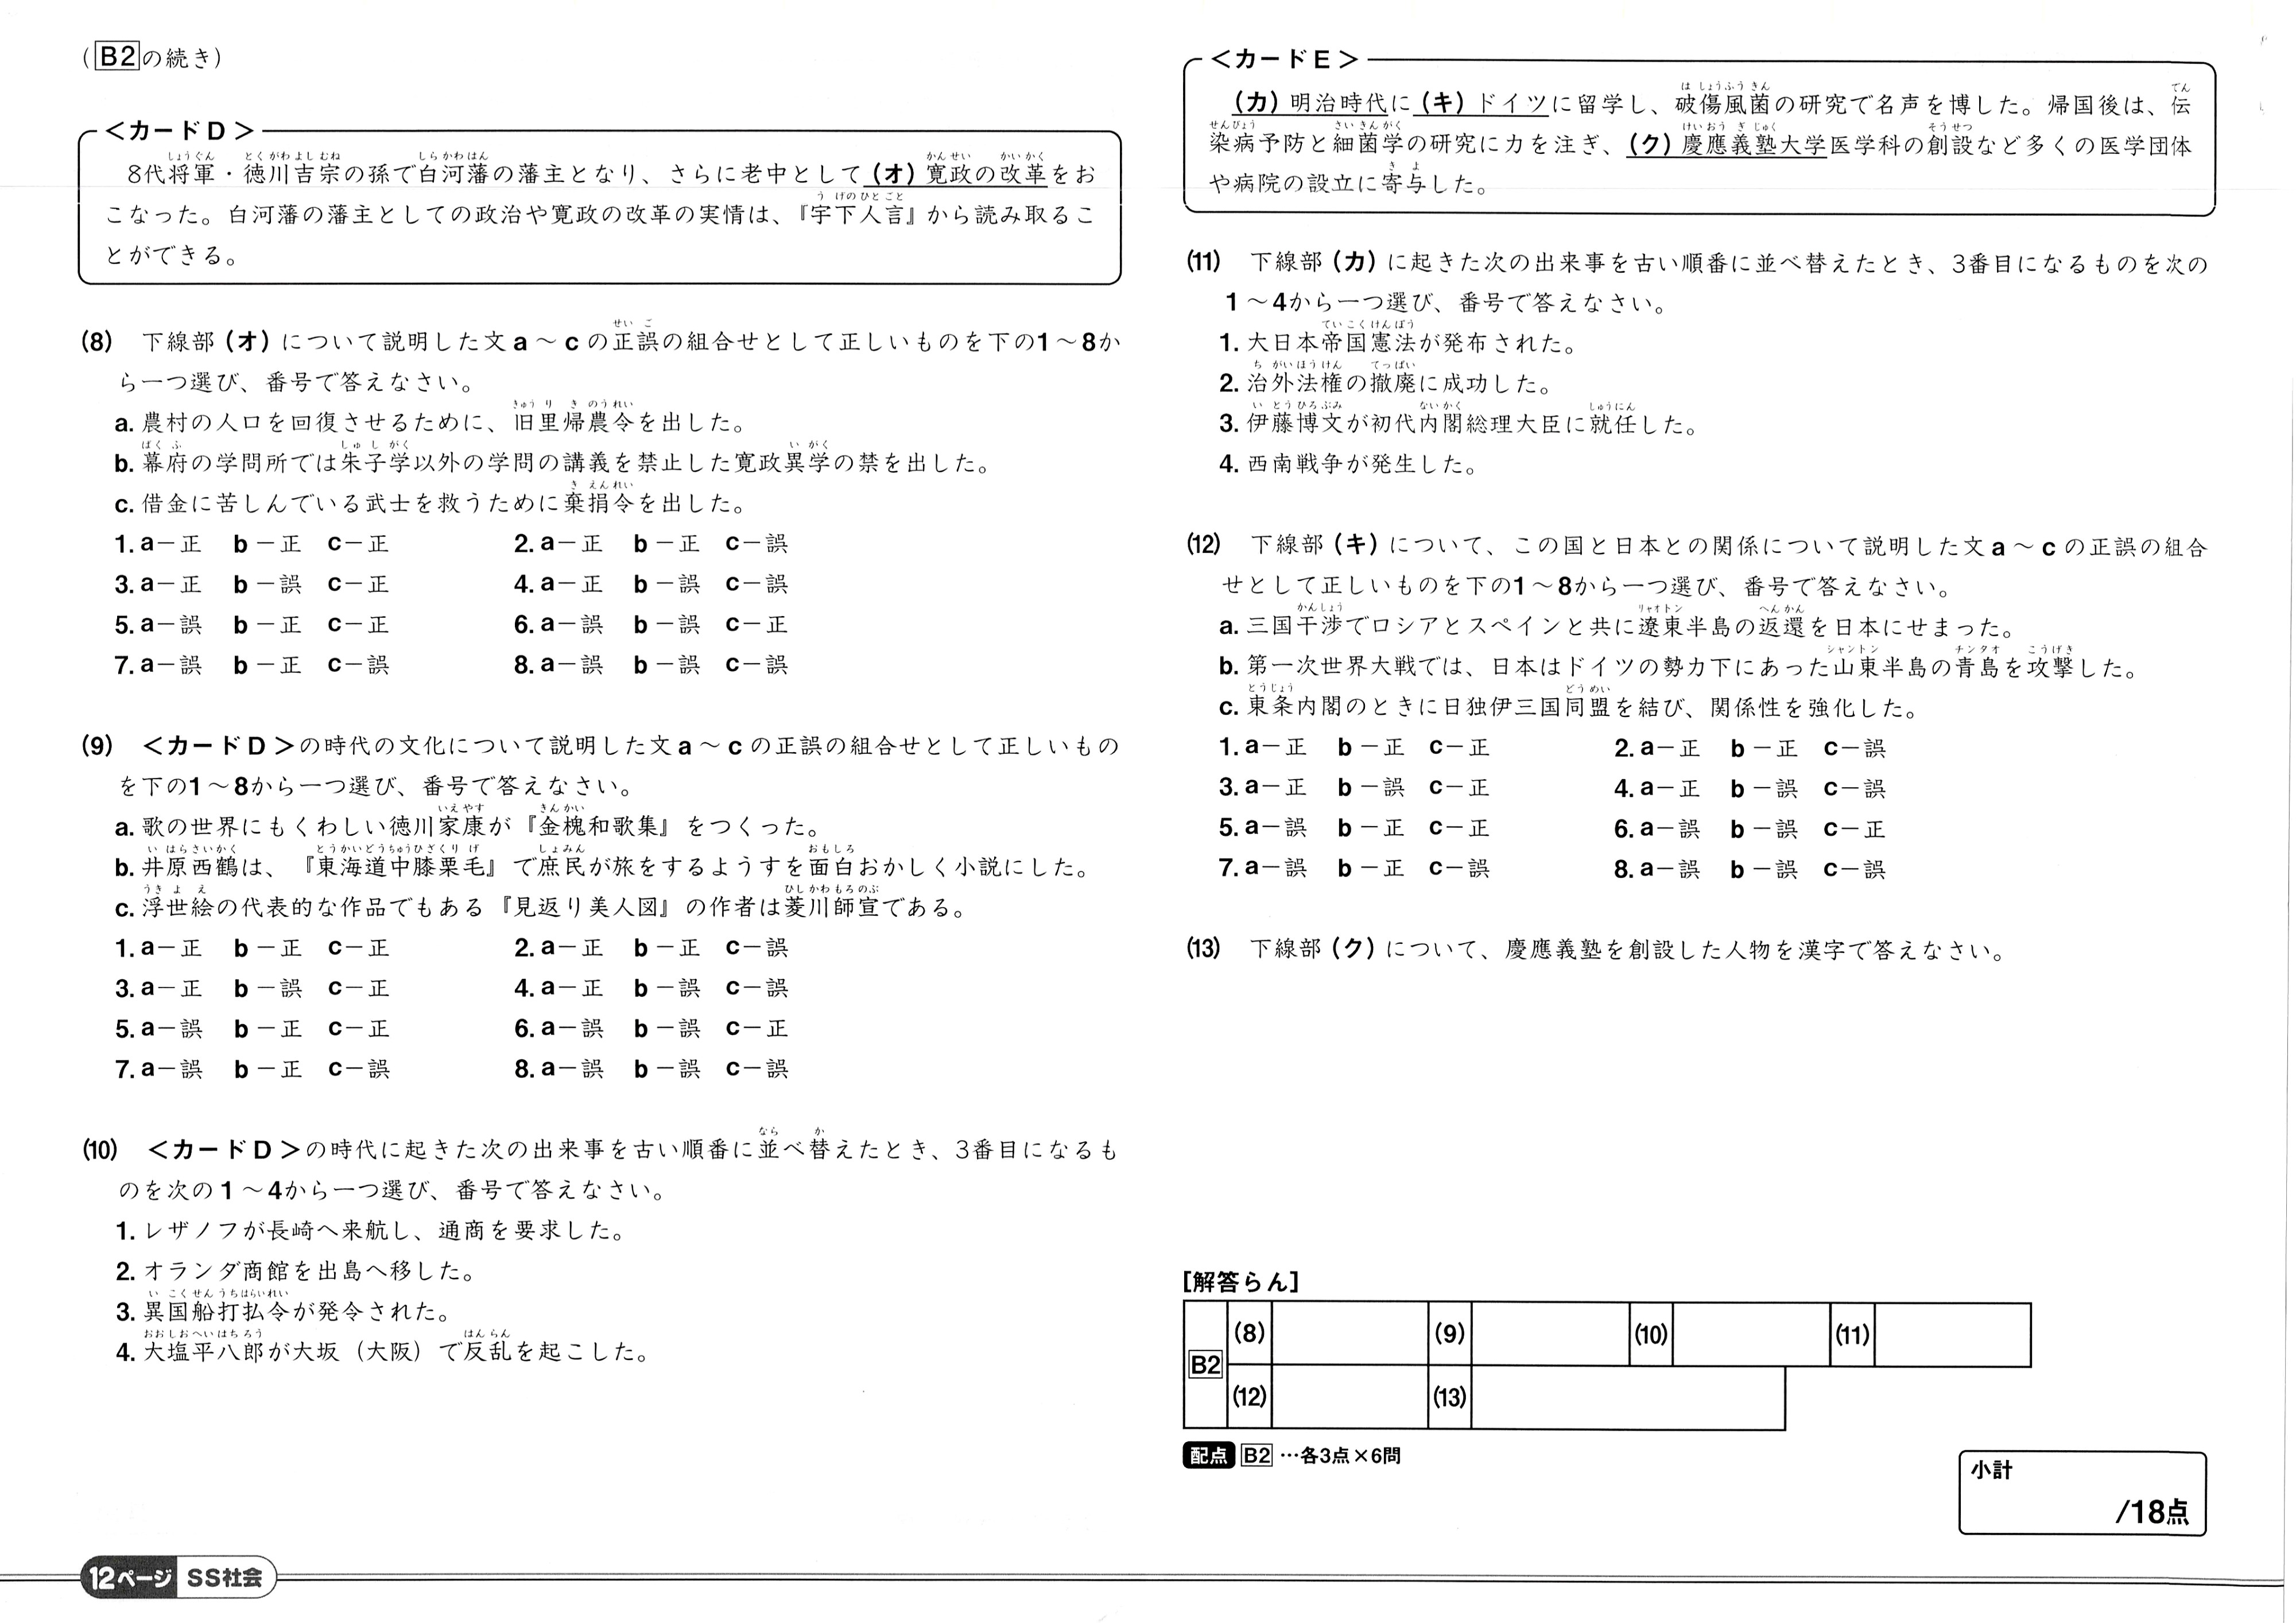 （B2の続き）
＜カードD＞
8代将軍・徳川吉宗の孫で白河藩の藩主となり、さらに老中として（オ）寛政の改革をお
こなった。白河藩の藩主としての政治や寛政の改革の実情は、『宇下人言』から読み取るこ
とができる。
(8)　下線部（オ）について説明した文a～cの正誤の組合せとして正しいものを下の1～8か
ら一つ選び、番号で答えなさい。
a. 農村の人口を回復させるために、旧里帰農令を出した。
b. 幕府の学問所では朱子学以外の学問の講義を禁止した寛政異学の禁を出した。
c. 借金に苦しんでいる武士を救うために棄捐令を出した。
1. a－正　b－正　c－正　　2. a－正　b－正　c－誤
3. a－正　b－誤　c－正　　4. a－正　b－誤　c－誤
5. a－誤　b－正　c－正　　6. a－誤　b－誤　c－正
7. a－誤　b－正　c－誤　　8. a－誤　b－誤　c－誤
(9)　＜カードD＞の時代の文化について説明した文a～cの正誤の組合せとして正しいもの
を下の1～8から一つ選び、番号で答えなさい。
a. 歌の世界にもくわしい徳川家康が『金槐和歌集』をつくった。
b. 井原西鶴は、『東海道中膝栗毛』で庶民が旅をするようすを面白おかしく小説にした。
c. 浮世絵の代表的な作品でもある『見返り美人図』の作者は菱川師宣である。
1. a－正　b－正　c－正　　2. a－正　b－正　c－誤
3. a－正　b－誤　c－正　　4. a－正　b－誤　c－誤
5. a－誤　b－正　c－正　　6. a－誤　b－誤　c－正
7. a－誤　b－正　c－誤　　8. a－誤　b－誤　c－誤
(10)　＜カードD＞の時代に起きた次の出来事を古い順番に並べ替えたとき、3番目になるも
のを次の1～4から一つ選び、番号で答えなさい。
1. レザノフが長崎へ来航し、通商を要求した。
2. オランダ商館を出島へ移した。
3. 異国船打払令が発令された。
4. 大塩平八郎が大坂（大阪）で反乱を起こした。
＜カードE＞
（カ）明治時代に（キ）ドイツに留学し、破傷風菌の研究で名声を博した。帰国後は、伝
染病予防と細菌学の研究に力を注ぎ、（ク）慶應義塾大学医学科の創設など多くの医学団体
や病院の設立に寄与した。
(11)　下線部（カ）に起きた次の出来事を古い順番に並べ替えたとき、3番目になるものを次の
1～4から一つ選び、番号で答えなさい。
1. 大日本帝国憲法が発布された。
2. 治外法権の撤廃に成功した。
3. 伊藤博文が初代内閣総理大臣に就任した。
4. 西南戦争が発生した。
(12)　下線部（キ）について、この国と日本との関係について説明した文a～cの正誤の組合
せとして正しいものを下の1～8から一つ選び、番号で答えなさい。
a. 三国干渉でロシアとスペインと共に遼東半島の返還を日本にせまった。
b. 第一次世界大戦では、日本はドイツの勢力下にあった山東半島の青島を攻撃した。
c. 東条内閣のときに日独伊三国同盟を結び、関係性を強化した。
1. a－正　b－正　c－正　　2. a－正　b－正　c－誤
3. a－正　b－誤　c－正　　4. a－正　b－誤　c－誤
5. a－誤　b－正　c－正　　6. a－誤　b－誤　c－正
7. a－誤　b－正　c－誤　　8. a－誤　b－誤　c－誤
(13)　下線部（ク）について、慶應義塾を創設した人物を漢字で答えなさい。
[解答らん]
B2
(8)　(9)　(10)　(11)
(12)　(13)
配点 B2 …各3点×6問
小計
/18点
12ページ SS社会